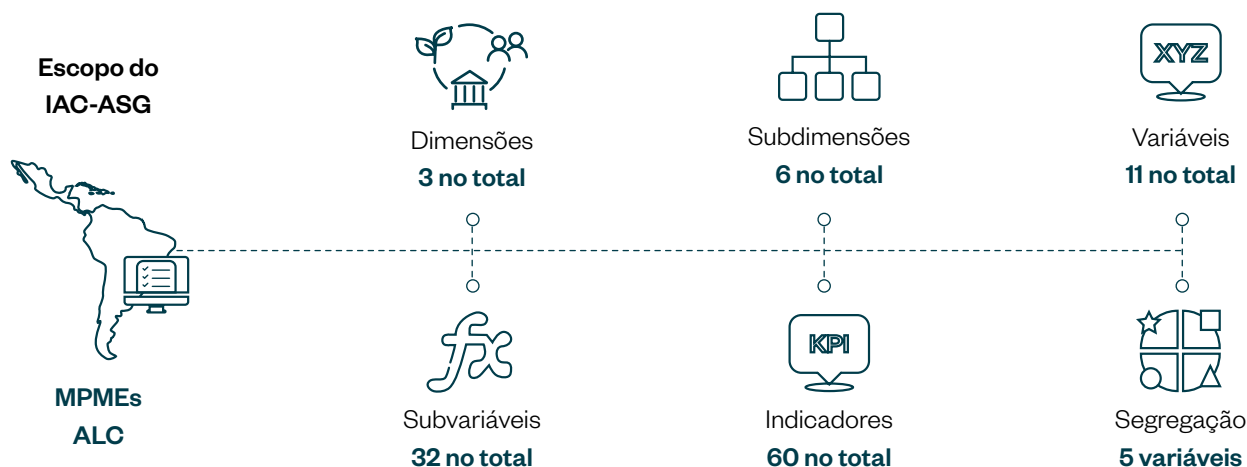 Escopo do
IAC-ASG
MPMEs
ALC
Dimensões
3 no total
Subdimensões
6 no total
XYZ
Variáveis
11 no total
fx
Subvariáveis
32 no total
KPI
Indicadores
60 no total
Segregação
5 variáveis